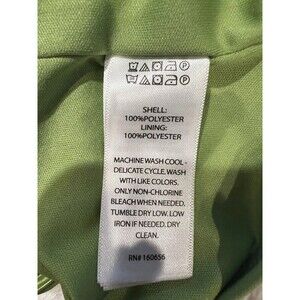 SHELL:
100%POLYESTER
LINING:
100%POLYESTER
MACHINE WASH COOL -
DELICATE CYCLE. WASH
WITH LIKE COLORS.
ONLY NON-CHLORINE
BLEACH WHEN NEEDED.
TUMBLE DRY LOW. LOW
IRON IF NEEDED. DRY
CLEAN.
RN# 160656